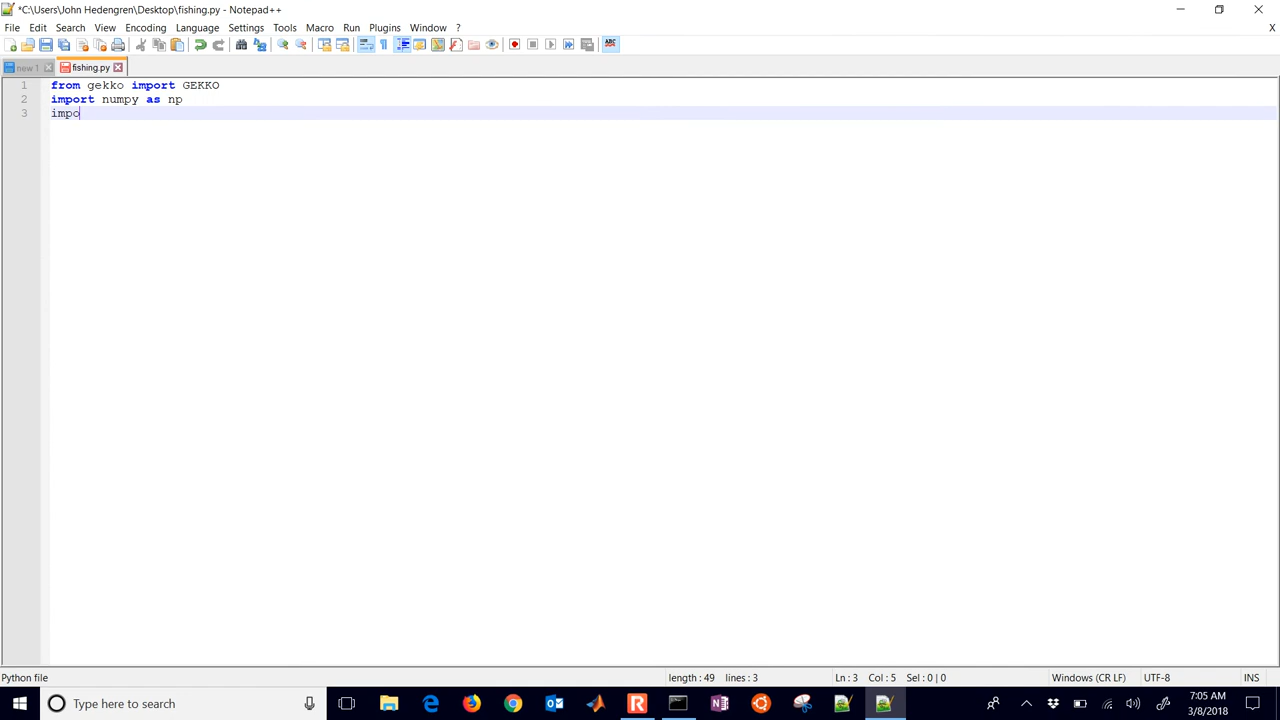 *C:\Users\John Hedengren\Desktop\fishing.py - Notepad++
File Edit Search View Encoding Language Settings Tools Macro Run Plugins Window ? X
new 1 fishing.py
1 from gekko import GEKKO
2 import numpy as np
3 impo
Python file length : 49 lines : 3 Ln : 3 Col : 5 Sel : 0 | 0 Windows (CR LF) UTF-8 INS
Type here to search
7:05 AM
3/8/2018